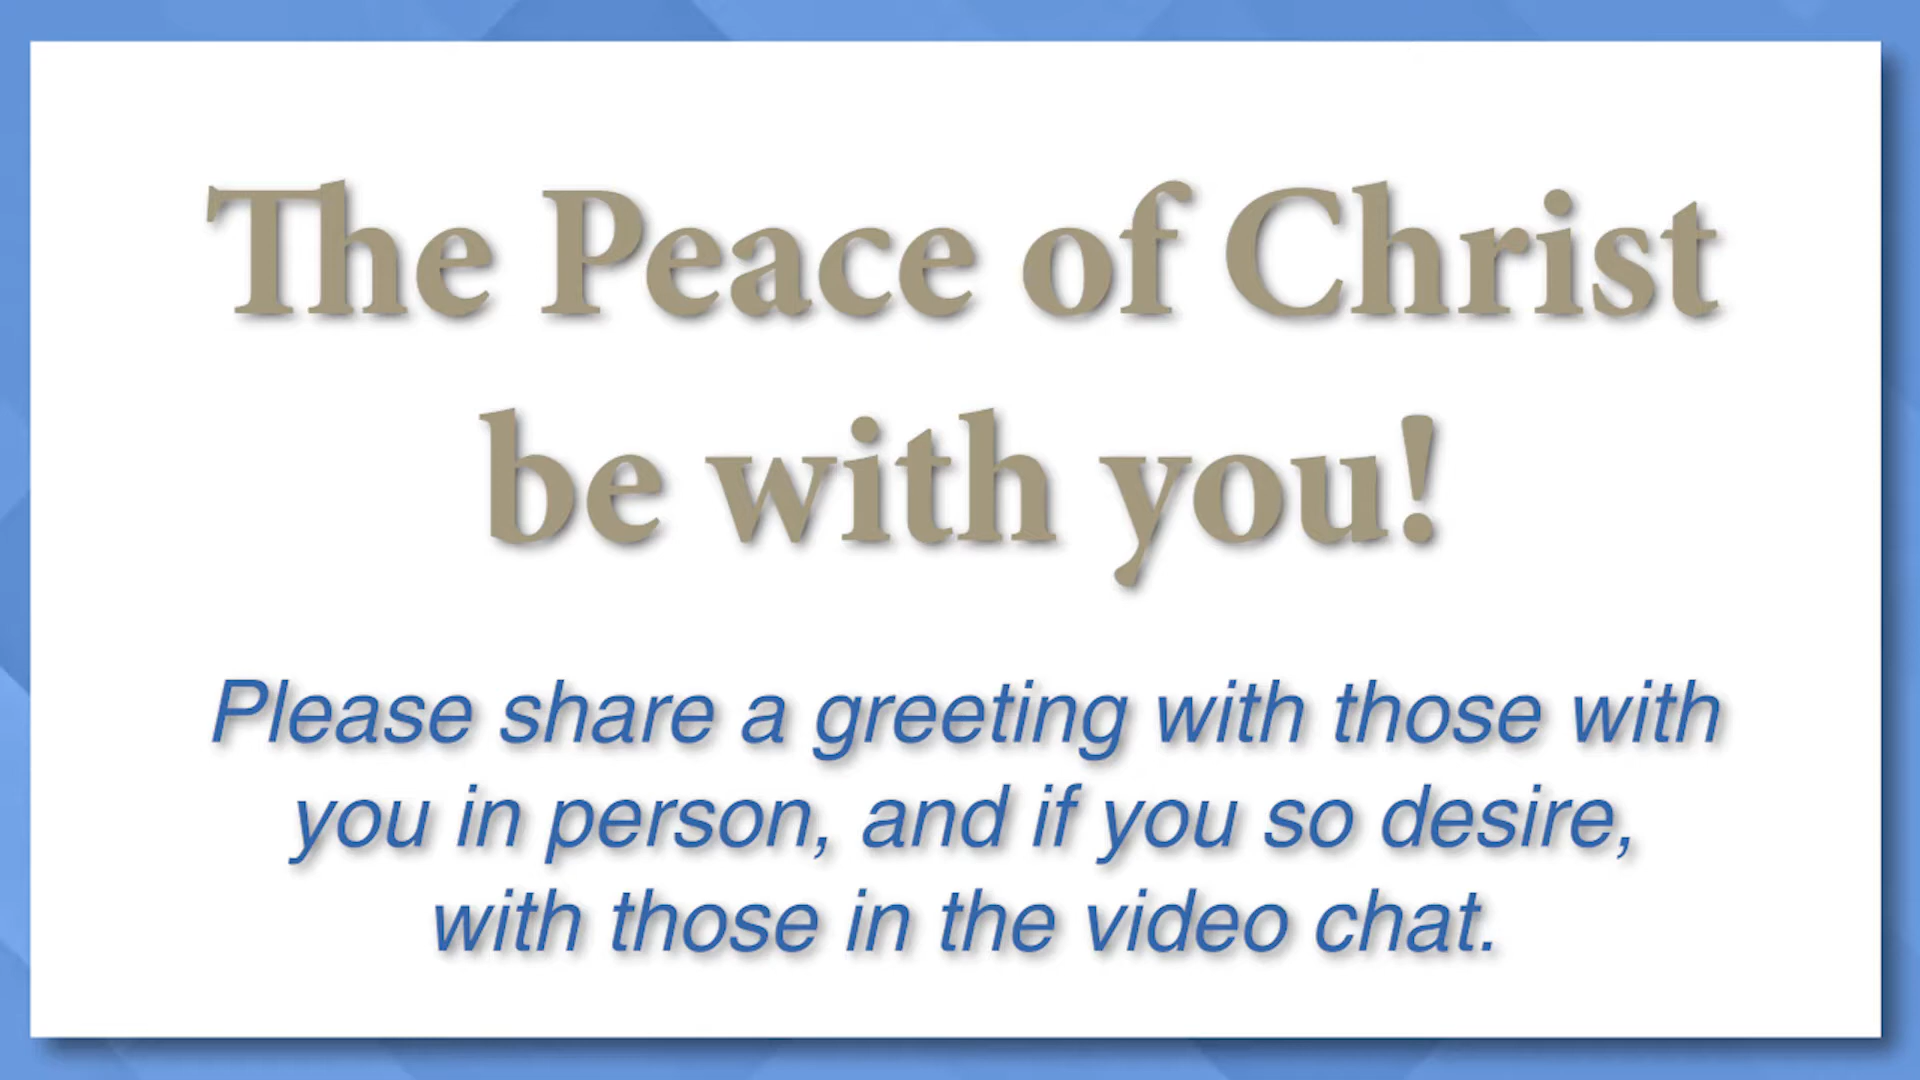 The Peace of Christ
be with you!
Please share a greeting with those with
you in person, and if you so desire,
with those in the video chat.